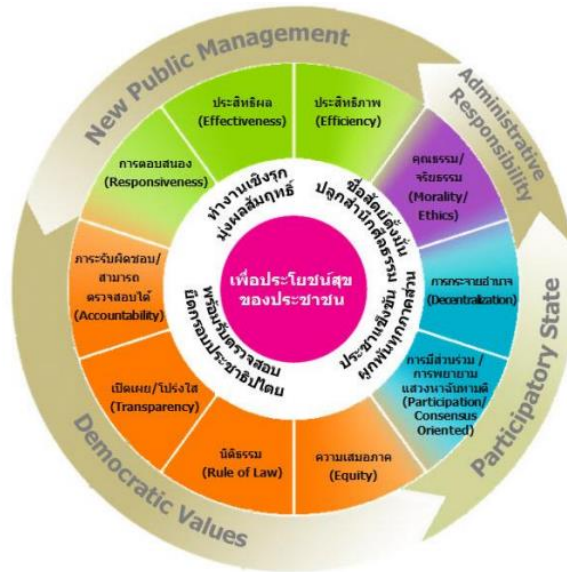 New Public Management
Administrative
Responsibility
Participatory State
Democratic Values
ประสิทธิผล
(Effectiveness)
ประสิทธิภาพ
(Efficiency)
คุณธรรม/
จริยธรรม
(Morality/
Ethics)
การกระจายอำนาจ
(Decentralization)
การมีส่วนร่วม /
การพยายาม
แสวงหาฉันทามติ
(Participation/
Consensus
Oriented)
ความเสมอภาค
(Equity)
นิติธรรม
(Rule of Law)
เปิดเผย/โปร่งใส
(Transparency)
ภาระรับผิดชอบ/
สามารถ
ตรวจสอบได้
(Accountability)
การตอบสนอง
(Responsiveness)
ทำงานเชิงรุก
มุ่งผลสัมฤทธิ์
ซื่อสัตย์ตั้งมั่น
ปลูกสำนึกศีลธรรม
ประชาแข็งขัน
ผูกพันทุกภาคส่วน
พร้อมรับตรวจสอบ
ยึดกรอบประชาธิปไตย
เพื่อประโยชน์สุข
ของประชาชน